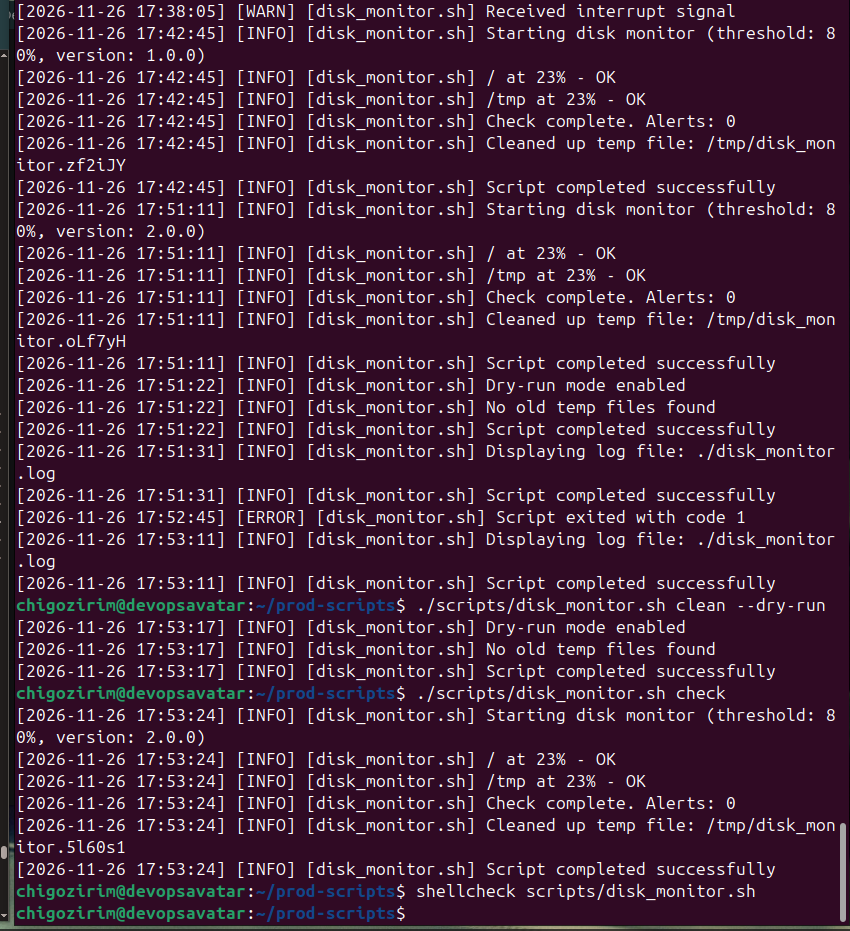 [2026-11-26 17:38:05] [WARN] [disk_monitor.sh] Received interrupt signal
[2026-11-26 17:42:45] [INFO] [disk_monitor.sh] Starting disk monitor (threshold: 8
0%, version: 1.0.0)
[2026-11-26 17:42:45] [INFO] [disk_monitor.sh] / at 23% - OK
[2026-11-26 17:42:45] [INFO] [disk_monitor.sh] /tmp at 23% - OK
[2026-11-26 17:42:45] [INFO] [disk_monitor.sh] Check complete. Alerts: 0
[2026-11-26 17:42:45] [INFO] [disk_monitor.sh] Cleaned up temp file: /tmp/disk_mon
itor.zf2iJY
[2026-11-26 17:42:45] [INFO] [disk_monitor.sh] Script completed successfully
[2026-11-26 17:51:11] [INFO] [disk_monitor.sh] Starting disk monitor (threshold: 8
0%, version: 2.0.0)
[2026-11-26 17:51:11] [INFO] [disk_monitor.sh] / at 23% - OK
[2026-11-26 17:51:11] [INFO] [disk_monitor.sh] /tmp at 23% - OK
[2026-11-26 17:51:11] [INFO] [disk_monitor.sh] Check complete. Alerts: 0
[2026-11-26 17:51:11] [INFO] [disk_monitor.sh] Cleaned up temp file: /tmp/disk_mon
itor.oLf7yH
[2026-11-26 17:51:11] [INFO] [disk_monitor.sh] Script completed successfully
[2026-11-26 17:51:22] [INFO] [disk_monitor.sh] Dry-run mode enabled
[2026-11-26 17:51:22] [INFO] [disk_monitor.sh] No old temp files found
[2026-11-26 17:51:22] [INFO] [disk_monitor.sh] Script completed successfully
[2026-11-26 17:51:31] [INFO] [disk_monitor.sh] Displaying log file: ./disk_monitor
.log
[2026-11-26 17:51:31] [INFO] [disk_monitor.sh] Script completed successfully
[2026-11-26 17:52:45] [ERROR] [disk_monitor.sh] Script exited with code 1
[2026-11-26 17:53:11] [INFO] [disk_monitor.sh] Displaying log file: ./disk_monitor
.log
[2026-11-26 17:53:11] [INFO] [disk_monitor.sh] Script completed successfully
chigozirim@devopsavatar:~/prod-scripts$ ./scripts/disk_monitor.sh clean --dry-run
[2026-11-26 17:53:17] [INFO] [disk_monitor.sh] Dry-run mode enabled
[2026-11-26 17:53:17] [INFO] [disk_monitor.sh] No old temp files found
[2026-11-26 17:53:17] [INFO] [disk_monitor.sh] Script completed successfully
chigozirim@devopsavatar:~/prod-scripts$ ./scripts/disk_monitor.sh check
[2026-11-26 17:53:24] [INFO] [disk_monitor.sh] Starting disk monitor (threshold: 8
0%, version: 2.0.0)
[2026-11-26 17:53:24] [INFO] [disk_monitor.sh] / at 23% - OK
[2026-11-26 17:53:24] [INFO] [disk_monitor.sh] /tmp at 23% - OK
[2026-11-26 17:53:24] [INFO] [disk_monitor.sh] Check complete. Alerts: 0
[2026-11-26 17:53:24] [INFO] [disk_monitor.sh] Cleaned up temp file: /tmp/disk_mon
itor.5l60s1
[2026-11-26 17:53:24] [INFO] [disk_monitor.sh] Script completed successfully
chigozirim@devopsavatar:~/prod-scripts$ shellcheck scripts/disk_monitor.sh
chigozirim@devopsavatar:~/prod-scripts$